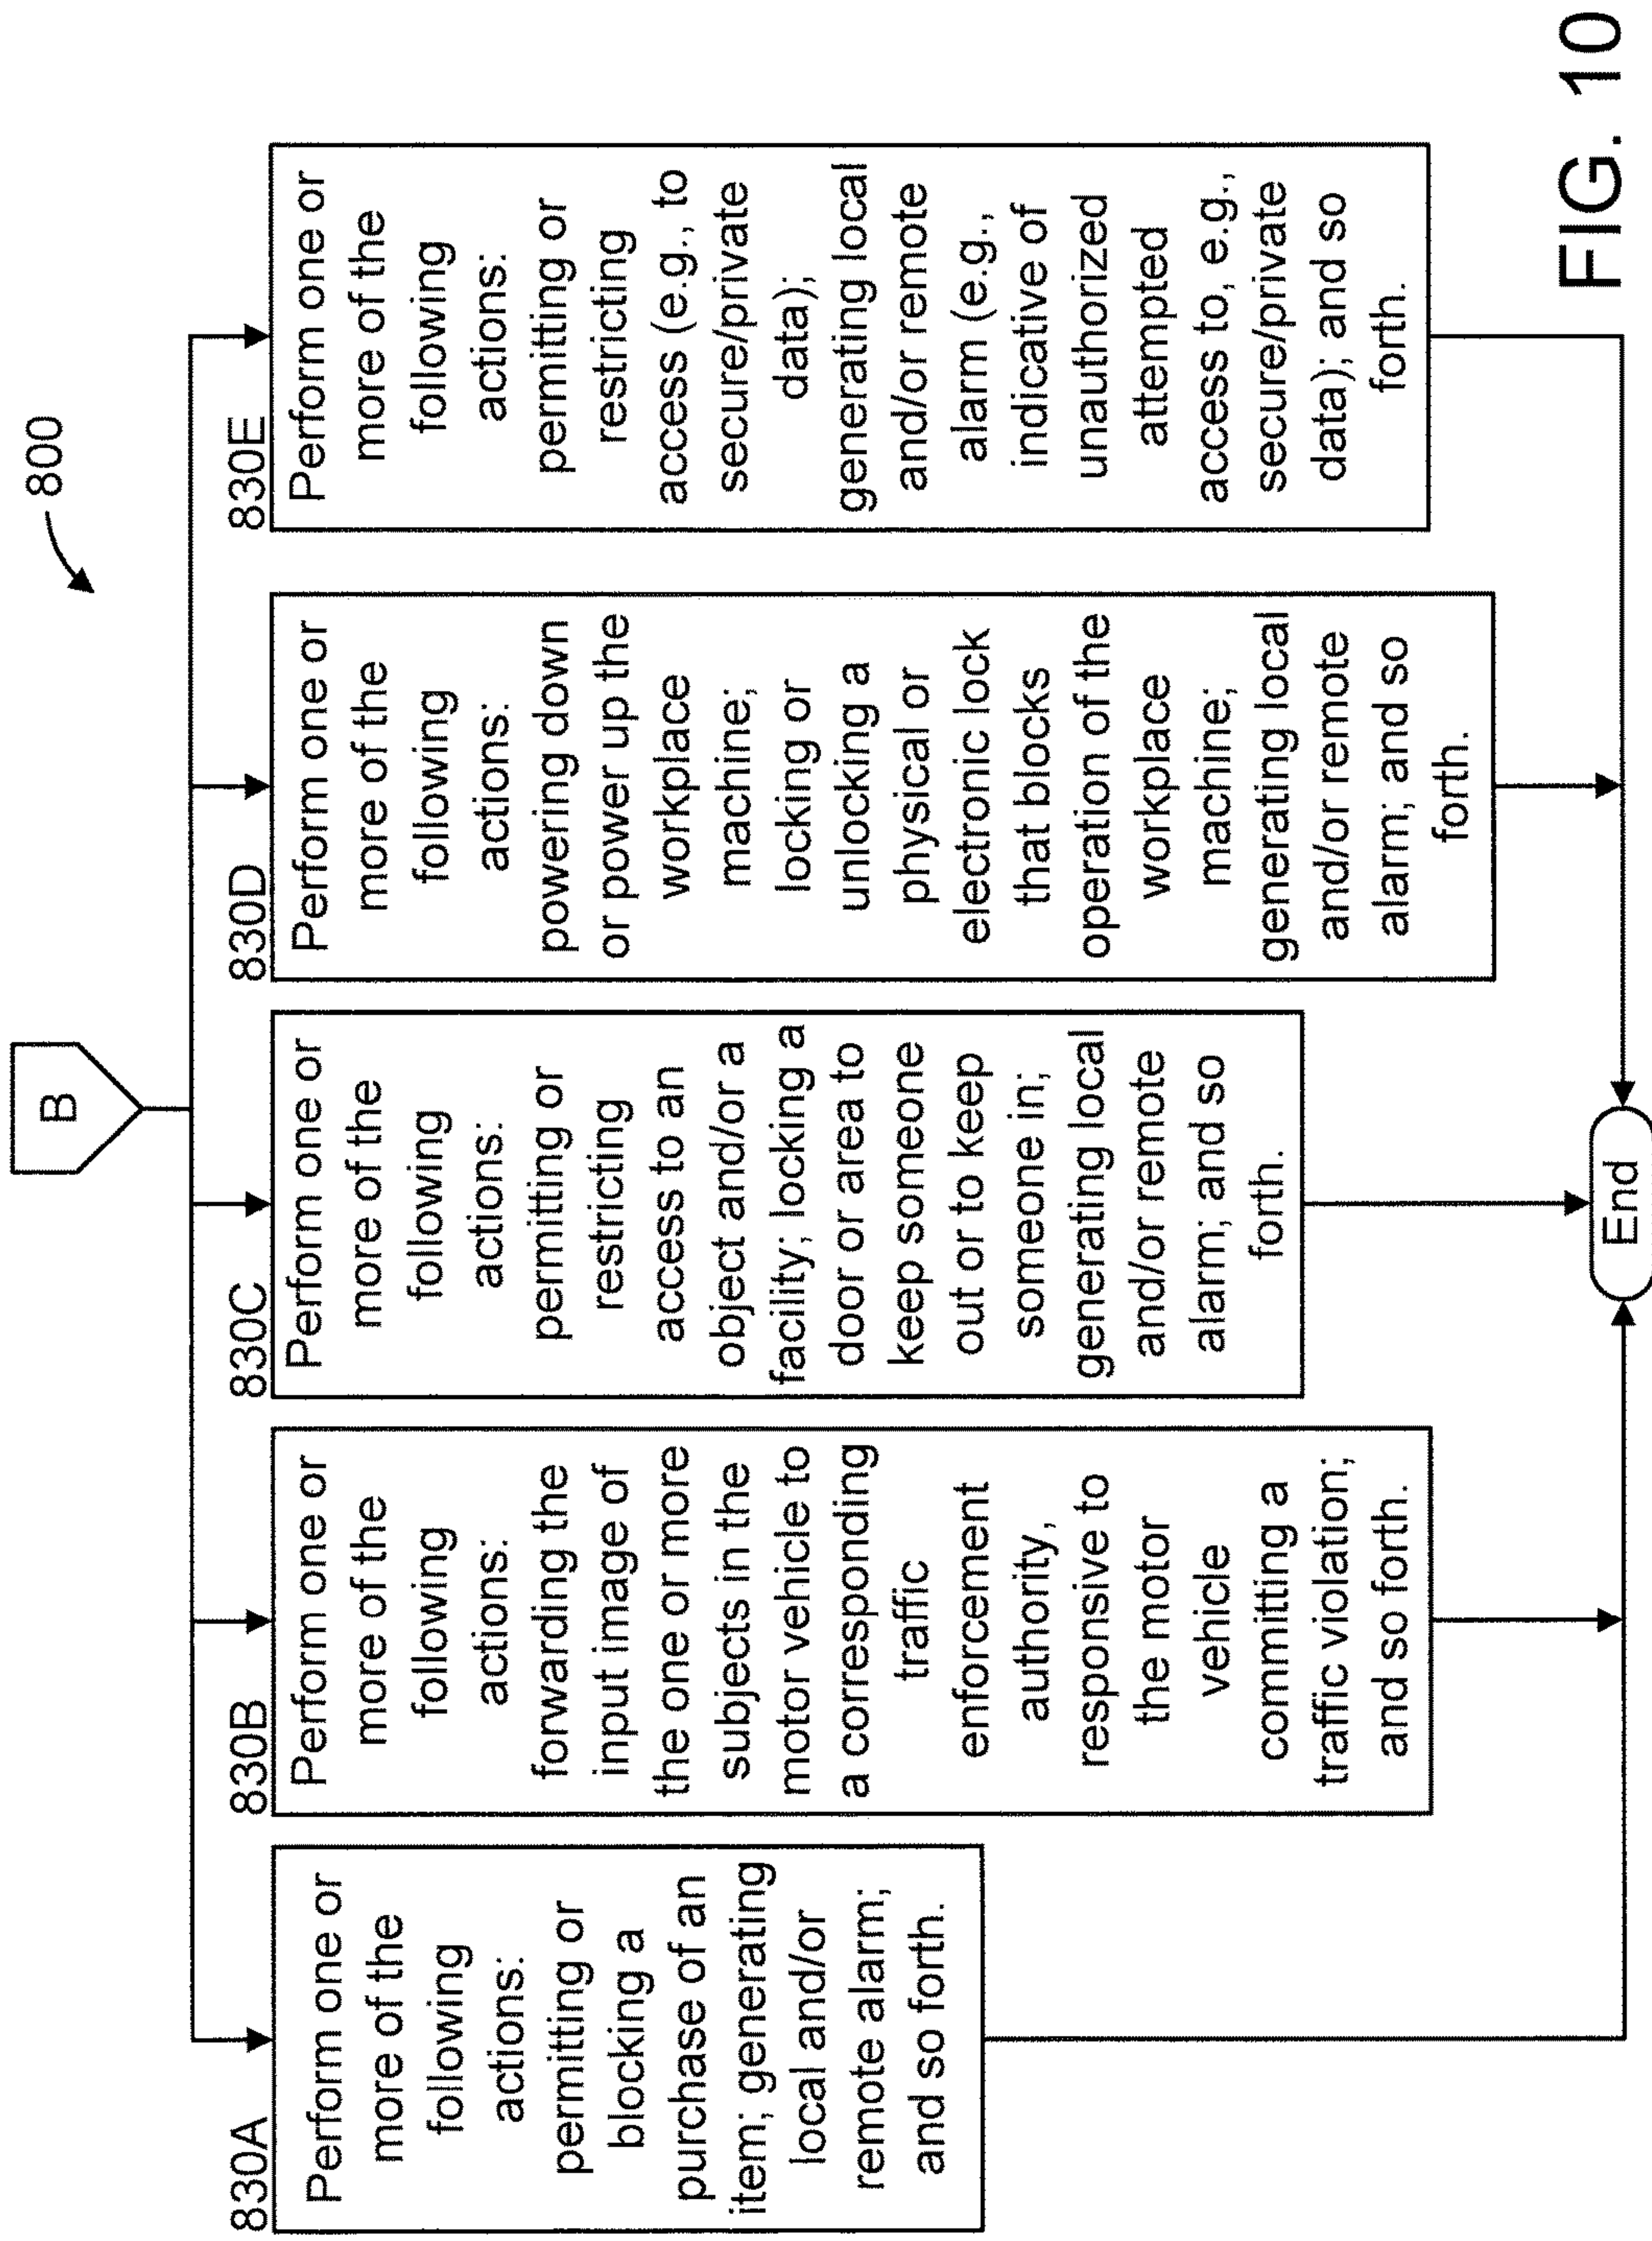 800
B
830A
Perform one or
more of the
following
actions:
permitting or
blocking a
purchase of an
item; generating
local and/or
remote alarm;
and so forth.
830B
Perform one or
more of the
following
actions:
forwarding the
input image of
the one or more
subjects in the
motor vehicle to
a corresponding
traffic
enforcement
authority,
responsive to
the motor
vehicle
committing a
traffic violation;
and so forth.
830C
Perform one or
more of the
following
actions:
permitting or
restricting
access to an
object and/or a
facility; locking a
door or area to
keep someone
out or to keep
someone in;
generating local
and/or remote
alarm; and so
forth.
830D
Perform one or
more of the
following
actions:
powering down
or power up the
workplace
machine;
locking or
unlocking a
physical or
electronic lock
that blocks
operation of the
workplace
machine;
generating local
and/or remote
alarm; and so
forth.
830E
Perform one or
more of the
following
actions:
permitting or
restricting
access (e.g., to
secure/private
data);
generating local
and/or remote
alarm (e.g.,
indicative of
unauthorized
attempted
access to, e.g.,
secure/private
data); and so
forth.
End
FIG. 10